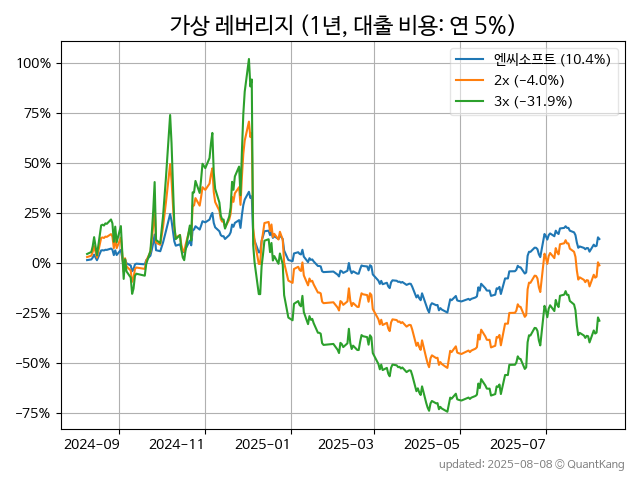 가상 레버리지 (1년, 대출 비용: 연 5%)
엔씨소프트 (10.4%)
2x (−4.0%)
3x (−31.9%)
100%
75%
50%
25%
0%
−25%
−50%
−75%
2024-09
2024-11
2025-01
2025-03
2025-05
2025-07
updated: 2025-08-08 © QuantKang